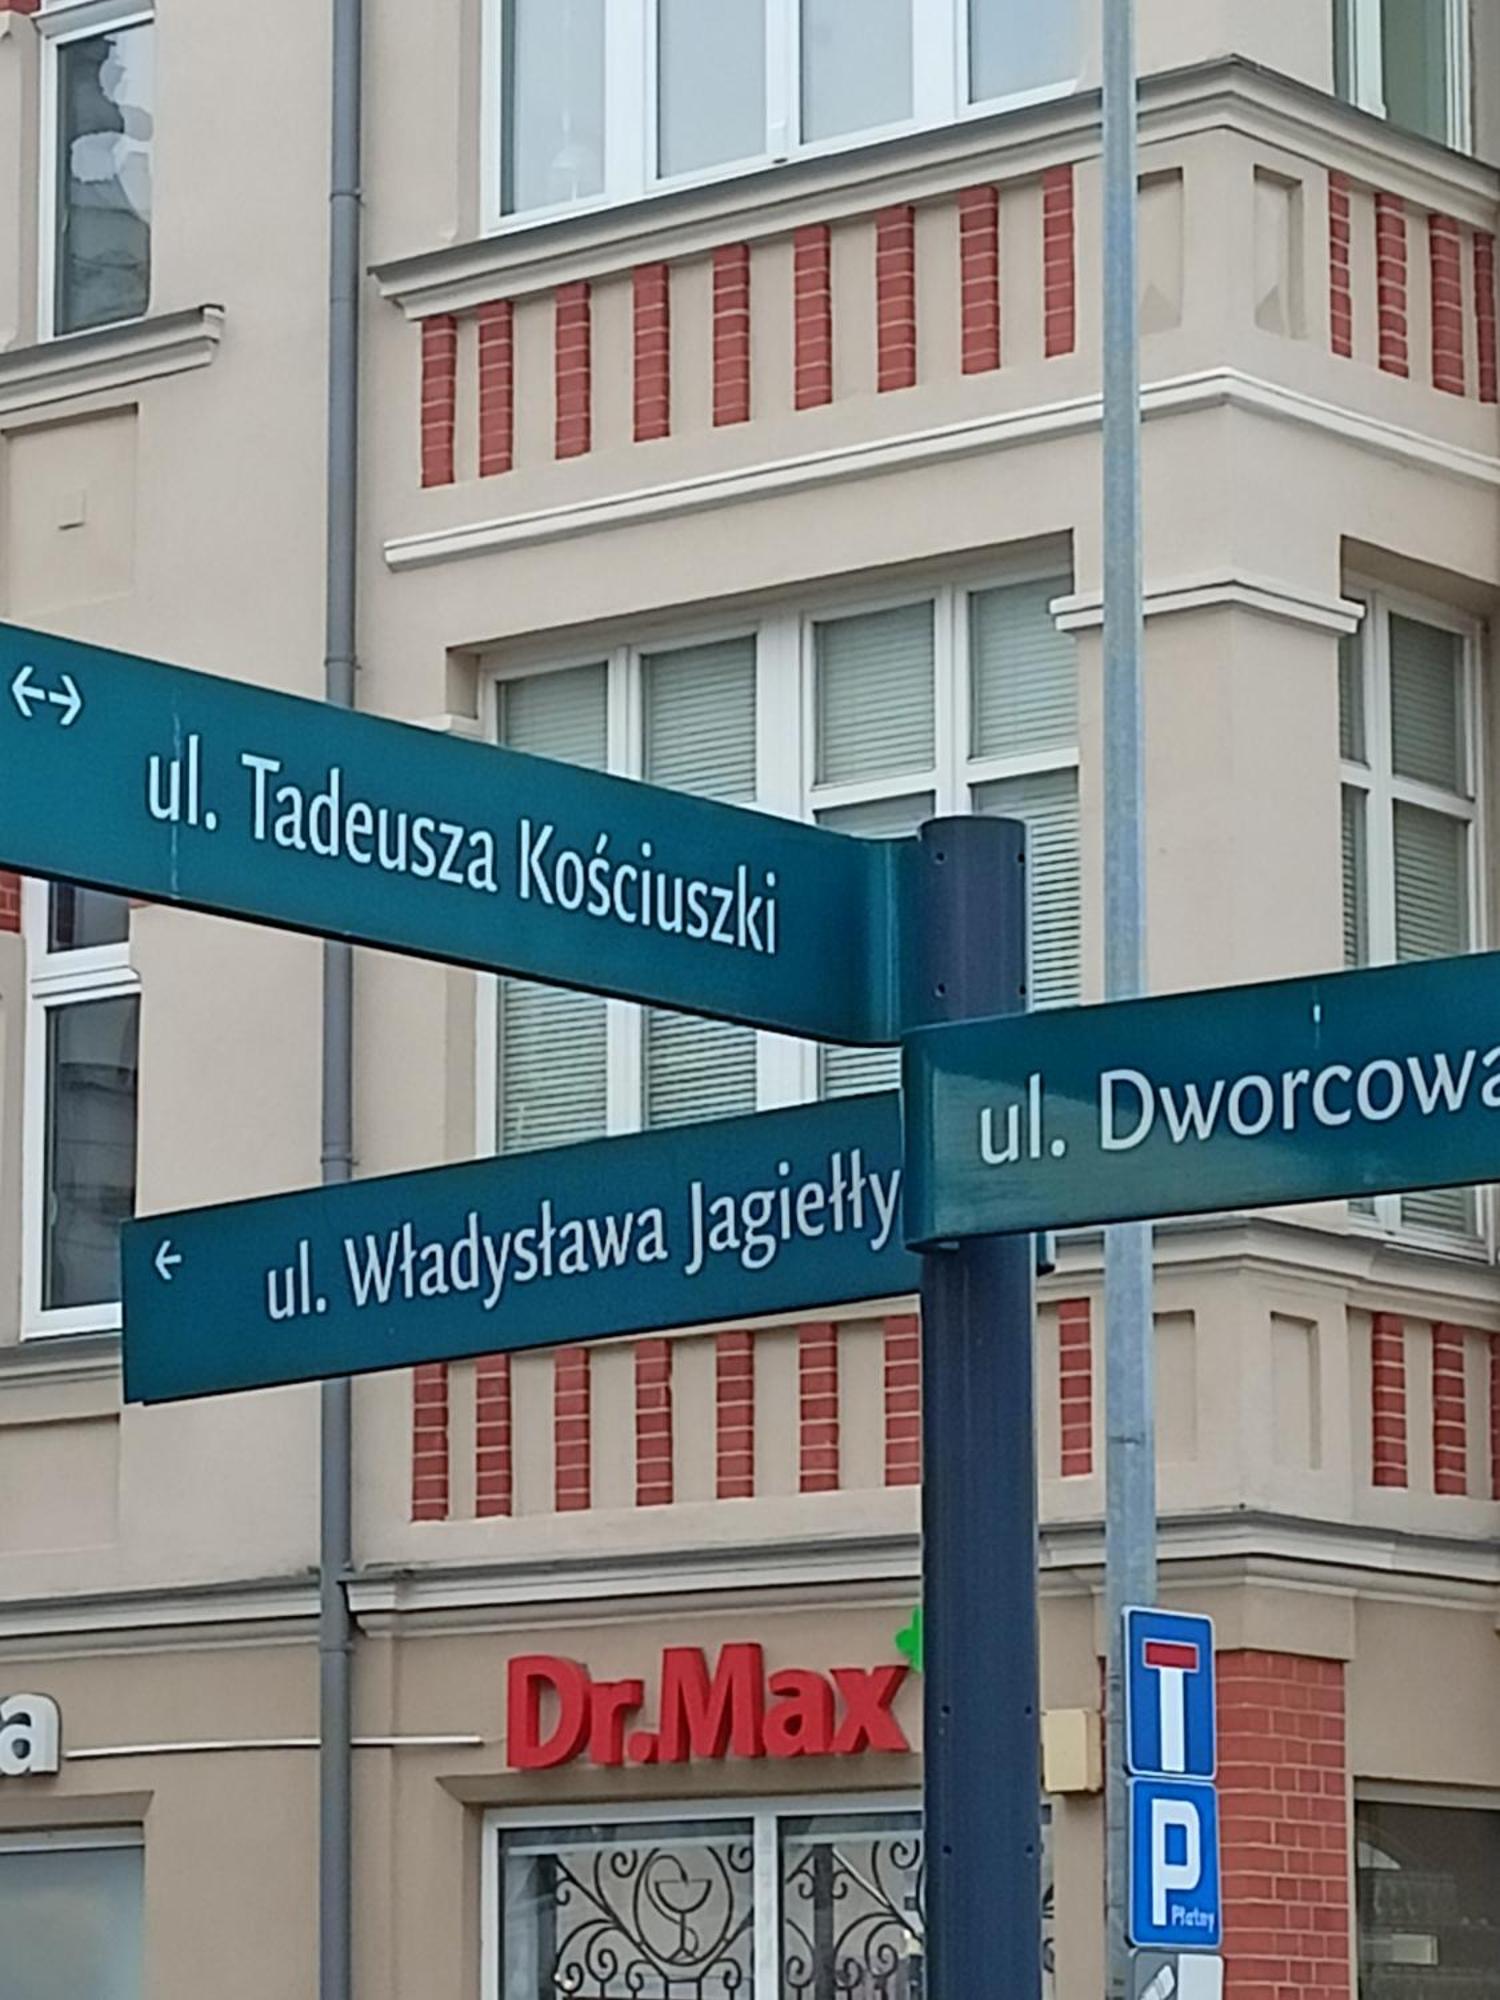 ul. Tadeusza Kościuszki
ul. Dworcowa
ul. Władysława Jagiełły
Dr.Max
a
P
Płatny